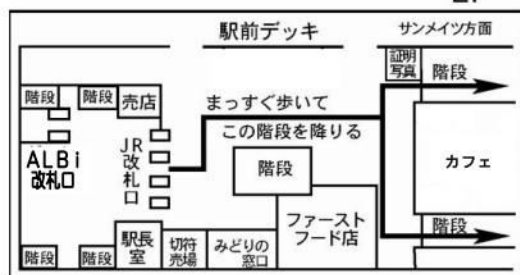 駅前デッキ
サンメイツ方面
証明
写真
階段
階段
階段
売店
まっすぐ歩いて
この階段を降りる
ALBi
改札口
JR
改
札
口
階段
カフェ
階段
ファースト
フード店
駅長
室
切符
売場
みどりの
窓口
階段
階段